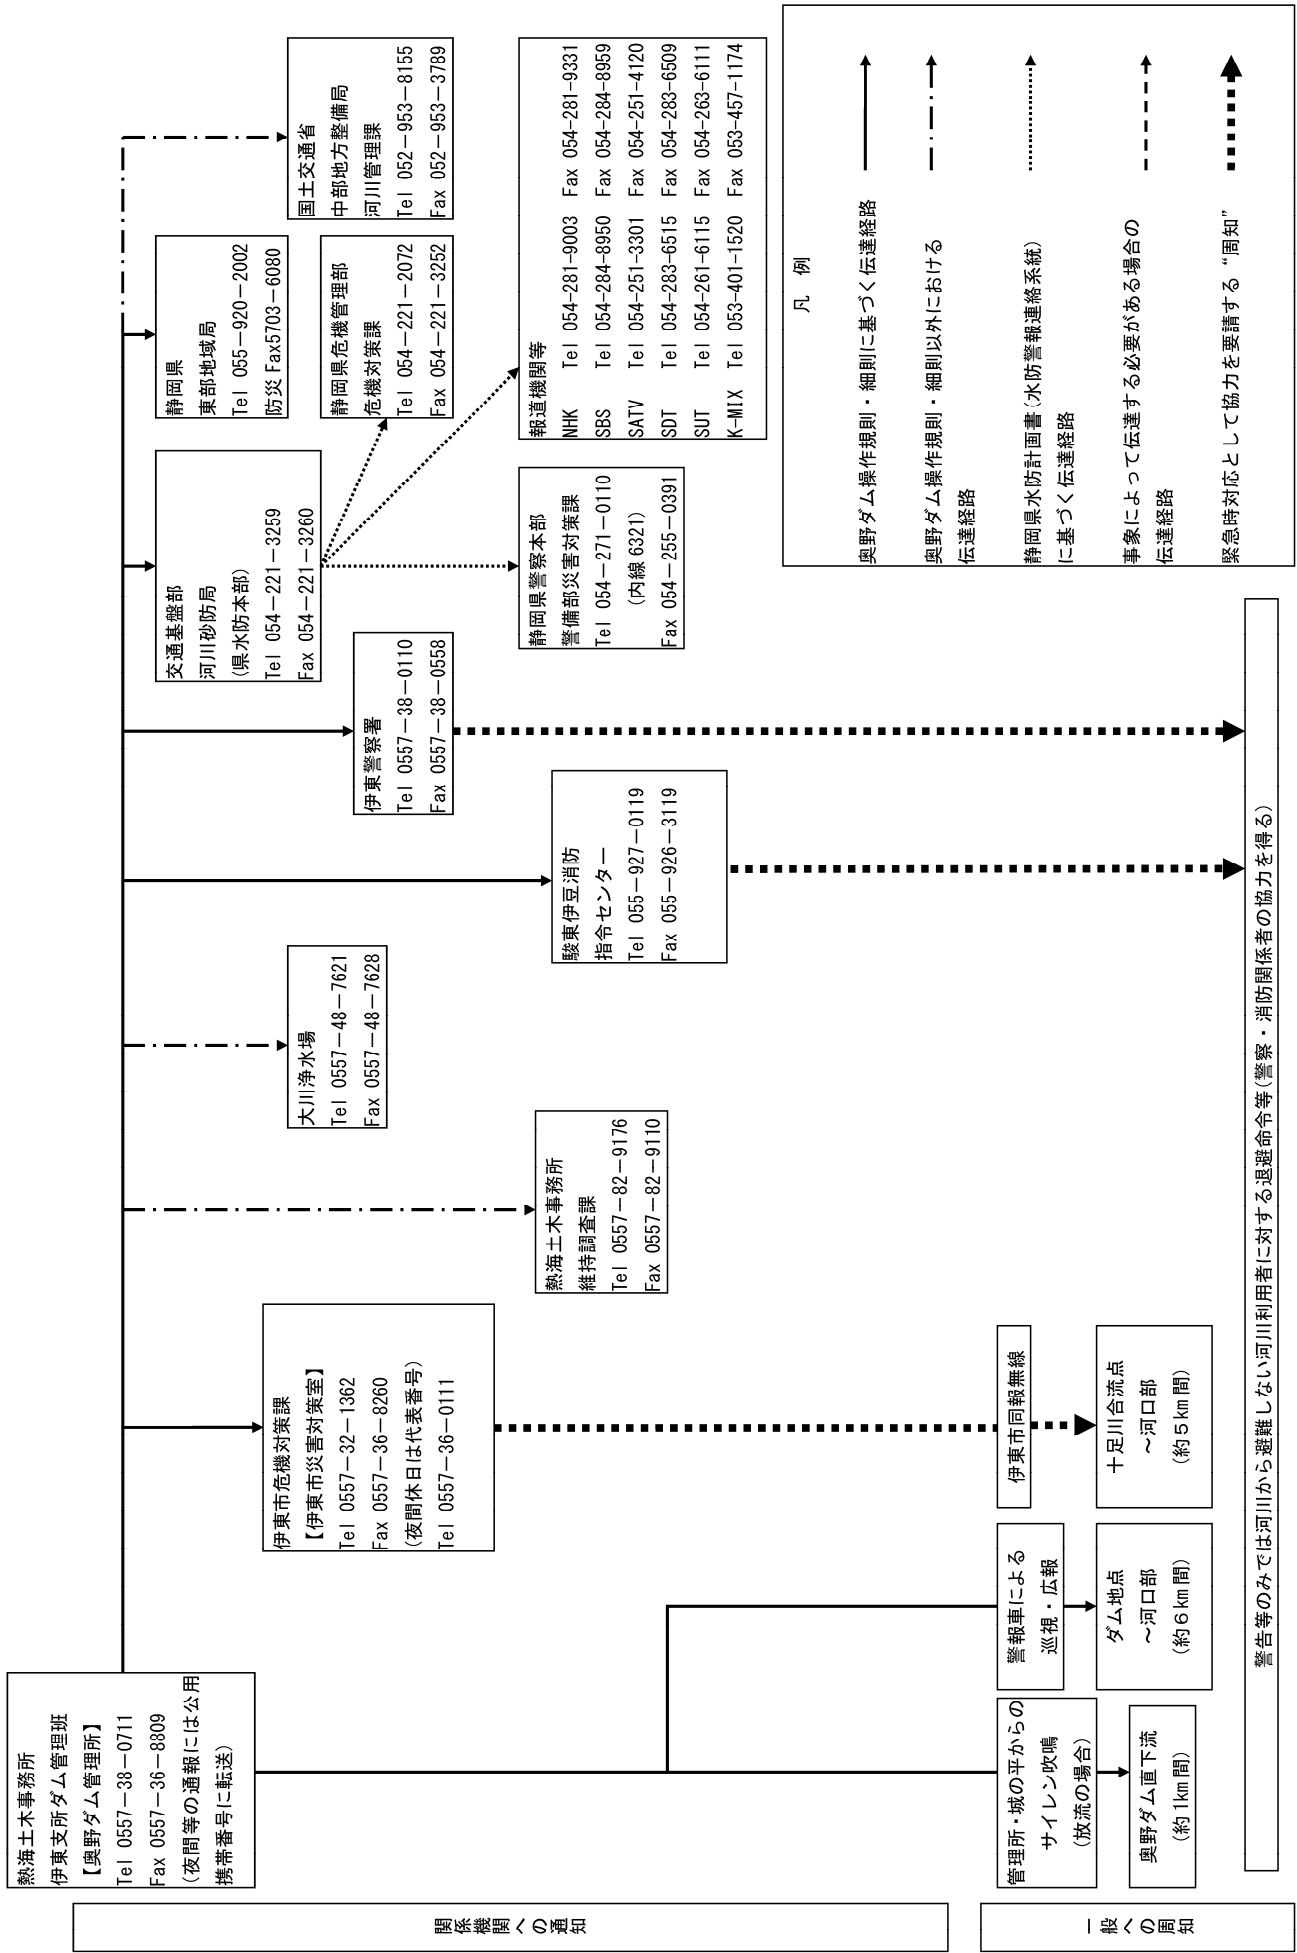 関係機関への通知
一般への周知
熱海土木事務所
伊東支所ダム管理班
【奥野ダム管理所】
Tel 0557－38－0711
Fax 0557－36－8809
（夜間等の通報には公用
携帯番号に転送）
伊東市危機対策課
【伊東市災害対策室】
Tel 0557－32－1362
Fax 0557－36－8260
（夜間休日は代表番号）
Tel 0557－36－0111
熱海土木事務所
維持調査課
Tel 0557－82－9176
Fax 0557－82－9110
大川浄水場
Tel 0557－48－7621
Fax 0557－48－7628
駿東伊豆消防
指令センター
Tel 055－927－0119
Fax 055－926－3119
伊東警察署
Tel 0557－38－0110
Fax 0557－38－0558
交通基盤部
河川砂防局
（県水防本部）
Tel 054－221－3259
Fax 054－221－3260
静岡県
東部地域局
Tel 055－920－2002
防災 Fax5703－6080
国土交通省
中部地方整備局
河川管理課
Tel 052－953－8155
Fax 052－953－3789
静岡県危機管理部
危機対策課
Tel 054－221－2072
Fax 054－221－3252
静岡県警察本部
警備部災害対策課
Tel 054－271－0110
（内線 6321）
Fax 054－255－0391
報道機関等
NHK Tel 054-281-9003 Fax 054-281-9331
SBS Tel 054-284-8950 Fax 054-284-8959
SATV Tel 054-251-3301 Fax 054-251-4120
SDT Tel 054-283-6515 Fax 054-283-6509
SUT Tel 054-261-6115 Fax 054-263-6111
K-MIX Tel 053-401-1520 Fax 053-457-1174
管理所・城の平からの
サイレン吹鳴
（放流の場合）
奥野ダム直下流
（約1km間）
警報車による
巡視・広報
ダム地点
～河口部
（約６km間）
伊東市同報無線
十足川合流点
～河口部
（約５km間）
警告等のみでは河川から避難しない河川利用者に対する退避命令等（警察・消防関係者の協力を得る）
凡 例
奥野ダム操作規則・細則に基づく伝達経路
奥野ダム操作規則・細則以外における
伝達経路
静岡県水防計画書（水防警報連絡系統）
に基づく伝達経路
事象によって伝達する必要がある場合の
伝達経路
緊急時対応として協力を要請する“周知”